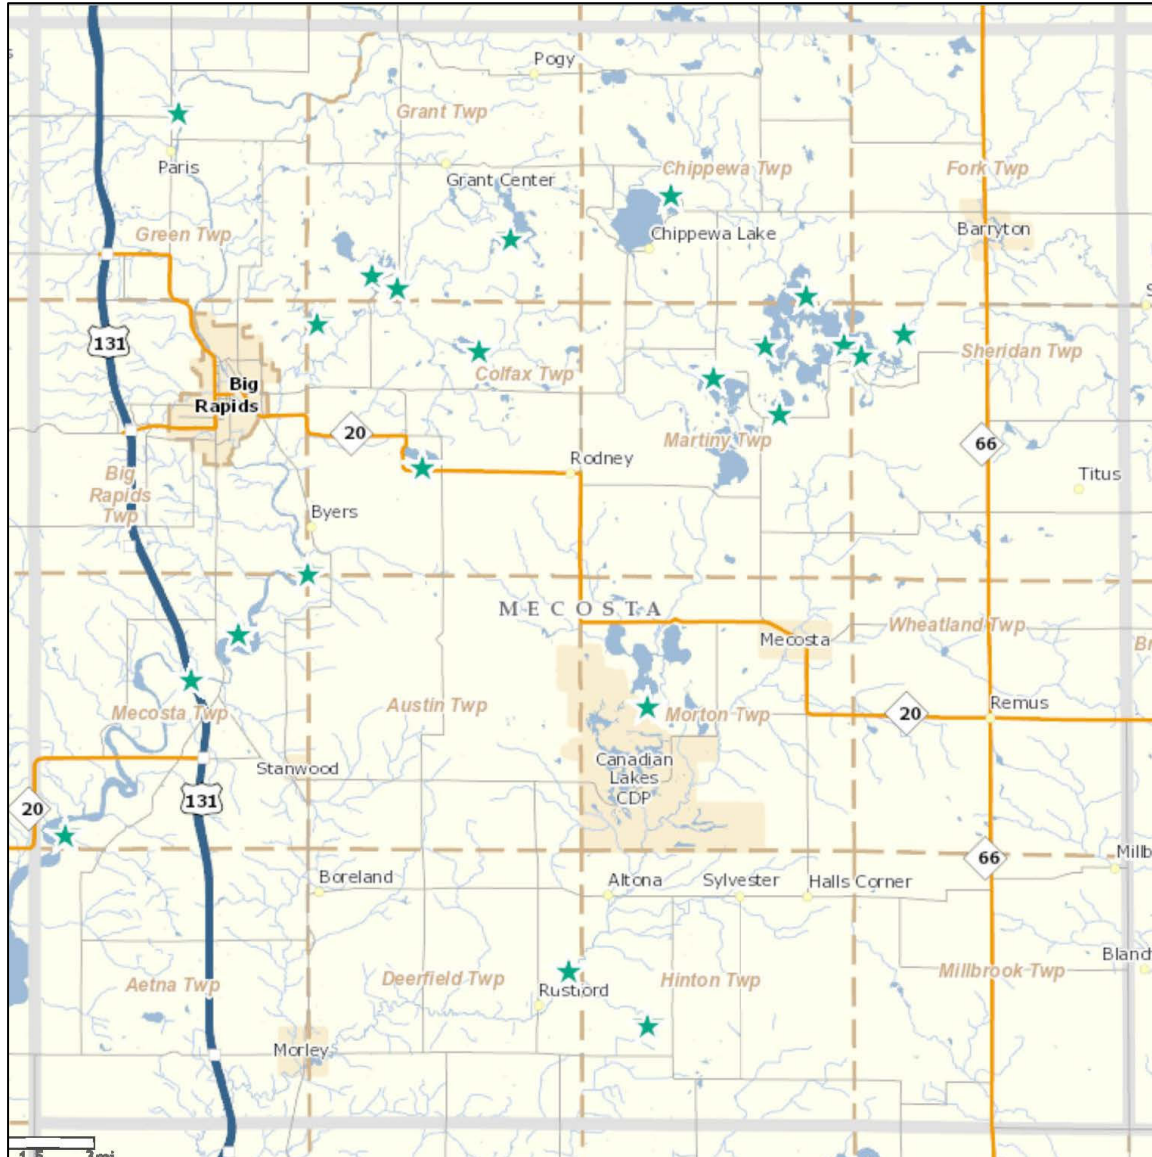 Pogy
Grant Twp
Paris
Grant Center
Chippewa Twp
Fork Twp
Green Twp
Chippewa Lake
Barryton
131
Colfax Twp
Sheridan Twp
Big
Rapids
20
Martiny Twp
66
Rodney
Titus
Big
Rapids
Twp
Byers
MECOSTA
Mecosta
Wheatland Twp
Br
Mecosta Twp
Austin Twp
Morton Twp
20
Remus
Stanwood
Canadian
Lakes
CDP
20
131
66
Millb
Boreland
Altona
Sylvester
Halls Corner
Blanch
Aetna Twp
Deerfield Twp
Hinton Twp
Millbrook Twp
Rustford
Morley